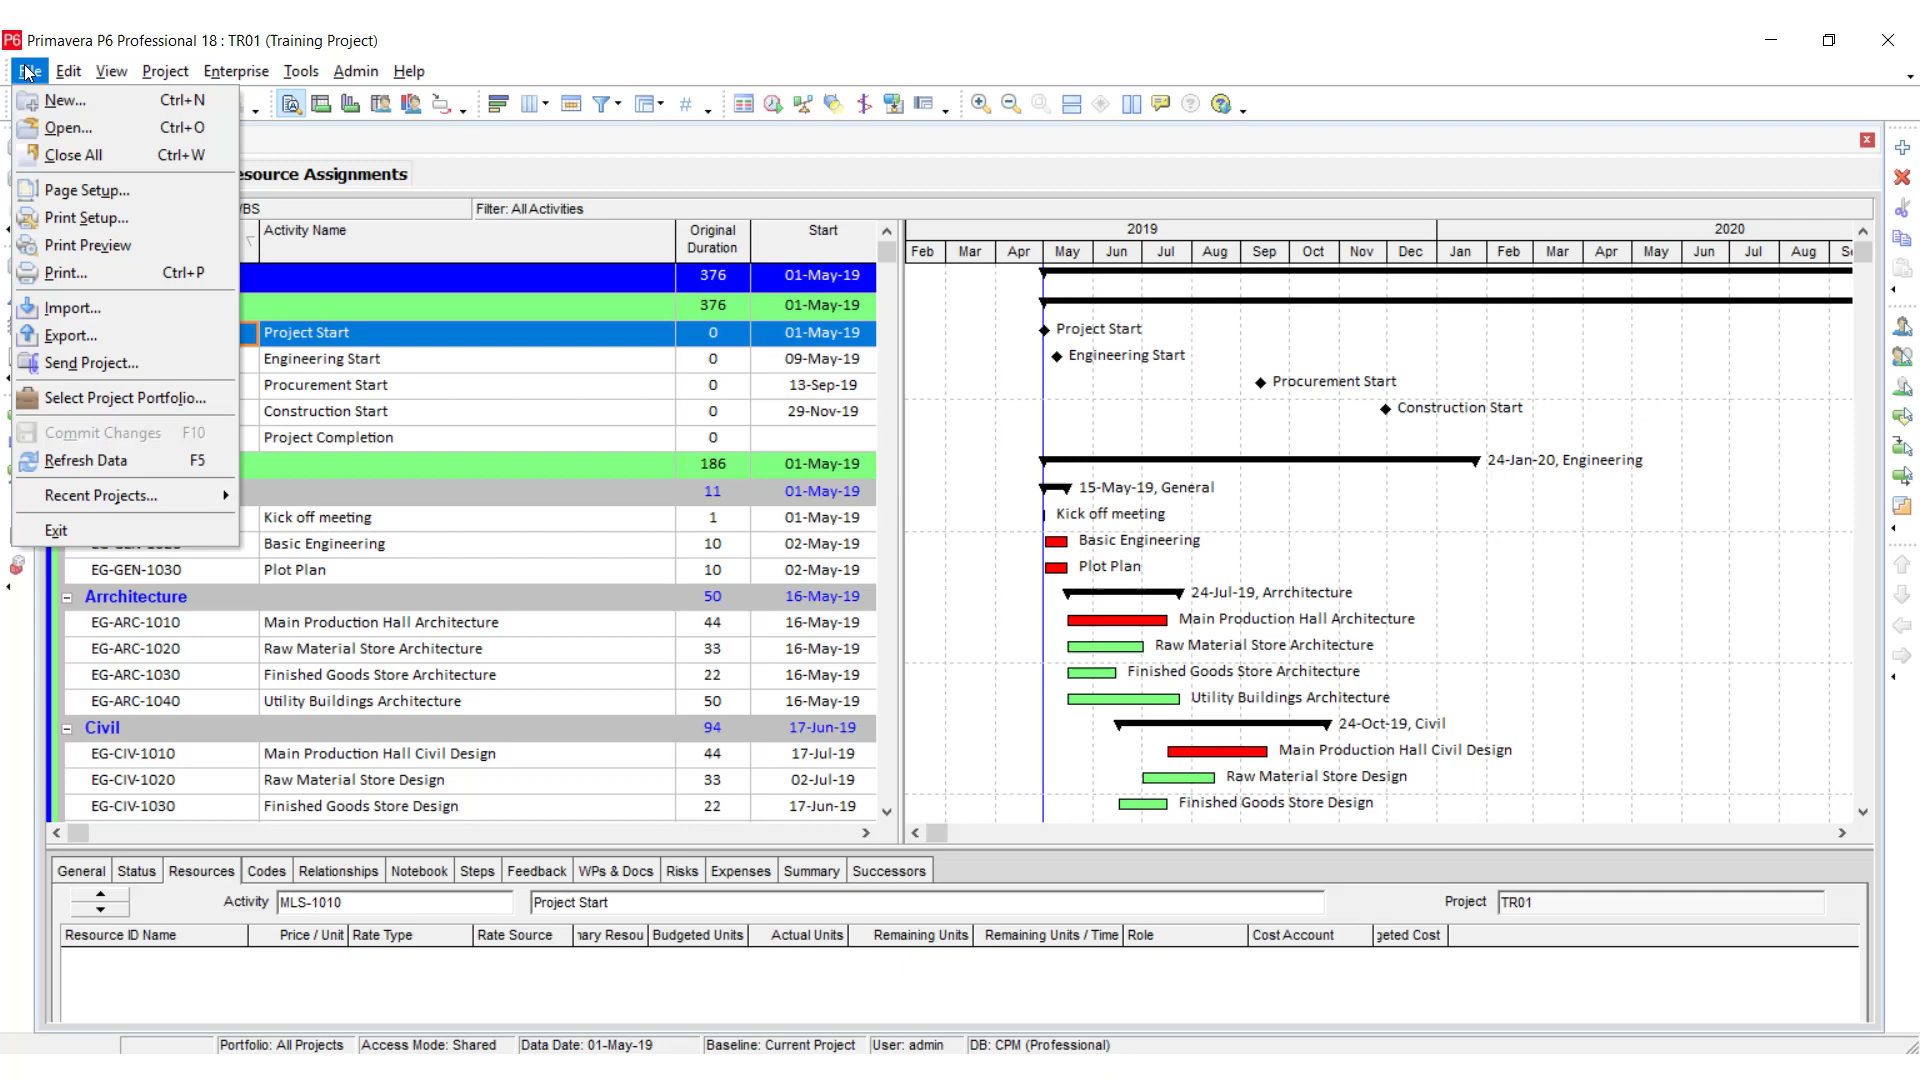 P6 Primavera P6 Professional 18 : TR01 (Training Project)
File Edit View Project Enterprise Tools Admin Help
New... Ctrl+N
Open... Ctrl+O
Close All Ctrl+W
Page Setup...
Print Setup...
Print Preview
Print... Ctrl+P
Import...
Export...
Send Project...
Select Project Portfolio...
Commit Changes F10
Refresh Data F5
Recent Projects...
Exit
esource Assignments
/BS Filter: All Activities
Activity Name Original Duration Start
376 01-May-19
376 01-May-19
Project Start 0 01-May-19
Engineering Start 0 09-May-19
Procurement Start 0 13-Sep-19
Construction Start 0 29-Nov-19
Project Completion 0
186 01-May-19
11 01-May-19
Kick off meeting 1 01-May-19
Basic Engineering 10 02-May-19
EG-GEN-1030 Plot Plan 10 02-May-19
Arrchitecture 50 16-May-19
EG-ARC-1010 Main Production Hall Architecture 44 16-May-19
EG-ARC-1020 Raw Material Store Architecture 33 16-May-19
EG-ARC-1030 Finished Goods Store Architecture 22 16-May-19
EG-ARC-1040 Utility Buildings Architecture 50 16-May-19
Civil 94 17-Jun-19
EG-CIV-1010 Main Production Hall Civil Design 44 17-Jul-19
EG-CIV-1020 Raw Material Store Design 33 02-Jul-19
EG-CIV-1030 Finished Goods Store Design 22 17-Jun-19
2019 2020
Feb Mar Apr May Jun Jul Aug Sep Oct Nov Dec Jan Feb Mar Apr May Jun Jul Aug
Project Start
Engineering Start
Procurement Start
Construction Start
24-Jan-20, Engineering
15-May-19, General
Kick off meeting
Basic Engineering
Plot Plan
24-Jul-19, Arrchitecture
Main Production Hall Architecture
Raw Material Store Architecture
Finished Goods Store Architecture
Utility Buildings Architecture
24-Oct-19, Civil
Main Production Hall Civil Design
Raw Material Store Design
Finished Goods Store Design
General Status Resources Codes Relationships Notebook Steps Feedback WPs & Docs Risks Expenses Summary Successors
Activity MLS-1010 Project Start Project TR01
Resource ID Name Price / Unit Rate Type Rate Source nary Resou Budgeted Units Actual Units Remaining Units Remaining Units / Time Role Cost Account geted Cost
Portfolio: All Projects Access Mode: Shared Data Date: 01-May-19 Baseline: Current Project User: admin DB: CPM (Professional)